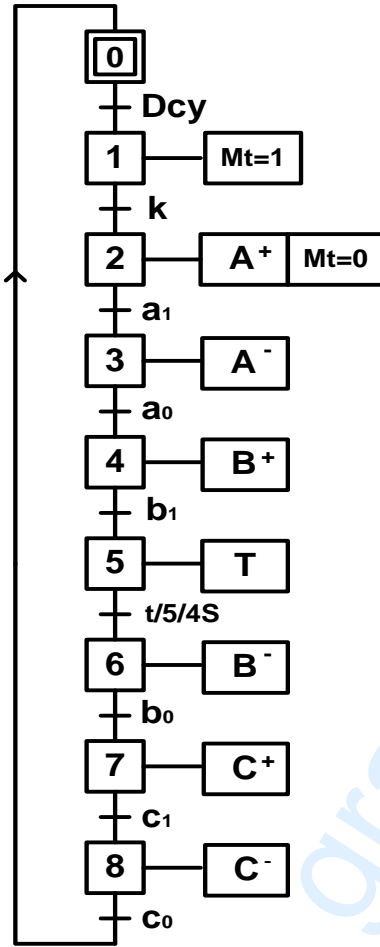 0
Dcy
1 Mt=1
k
2 A+ Mt=0
a1
3 A-
a0
4 B+
b1
5 T
t/5/4S
6 B-
b0
7 C+
c1
8 C-
c0